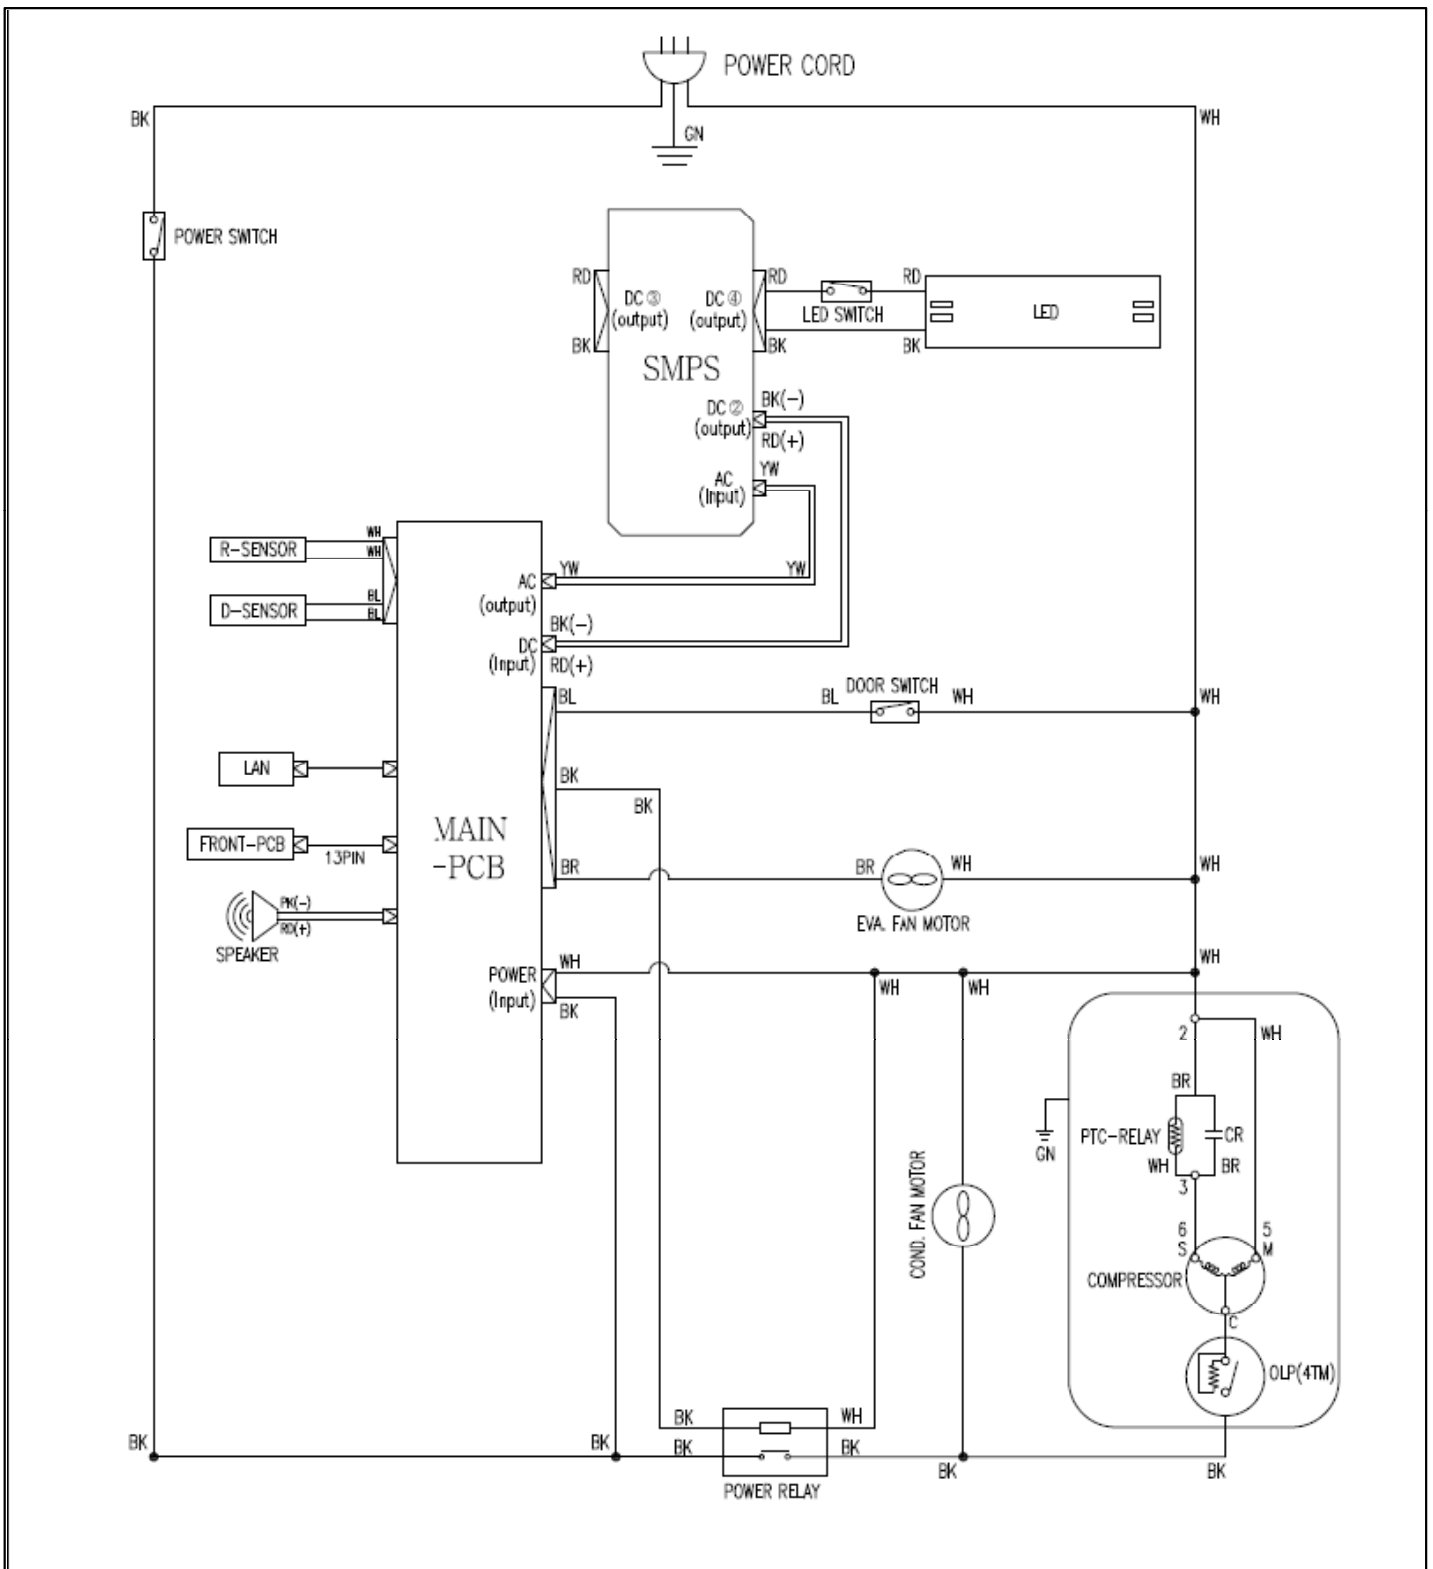 POWER CORD
BK
WH
GN
POWER SWITCH
RD
RD
RD
DC ③
(output)
DC ④
(output)
LED SWITCH
LED
BK
BK
BK
SMPS
DC ②
(output)
BK(-)
RD(+)
YW
AC
(Input)
R-SENSOR
WH
WH
D-SENSOR
BL
BL
AC
(output)
YW
YW
DC
(Input)
BK(-)
RD(+)
BL
BL
DOOR SWITCH
WH
WH
LAN
BK
BK
FRONT-PCB
13PIN
MAIN
-PCB
BR
BR
WH
WH
EVA. FAN MOTOR
SPEAKER
PK(-)
RD(+)
POWER
(Input)
WH
BK
WH
WH
WH
2
WH
BR
PTC-RELAY
CR
WH
BR
3
GN
COND. FAN MOTOR
6
S
5
M
COMPRESSOR
C
OLP(4TM)
BK
BK
BK
BK
WH
BK
BK
BK
POWER RELAY